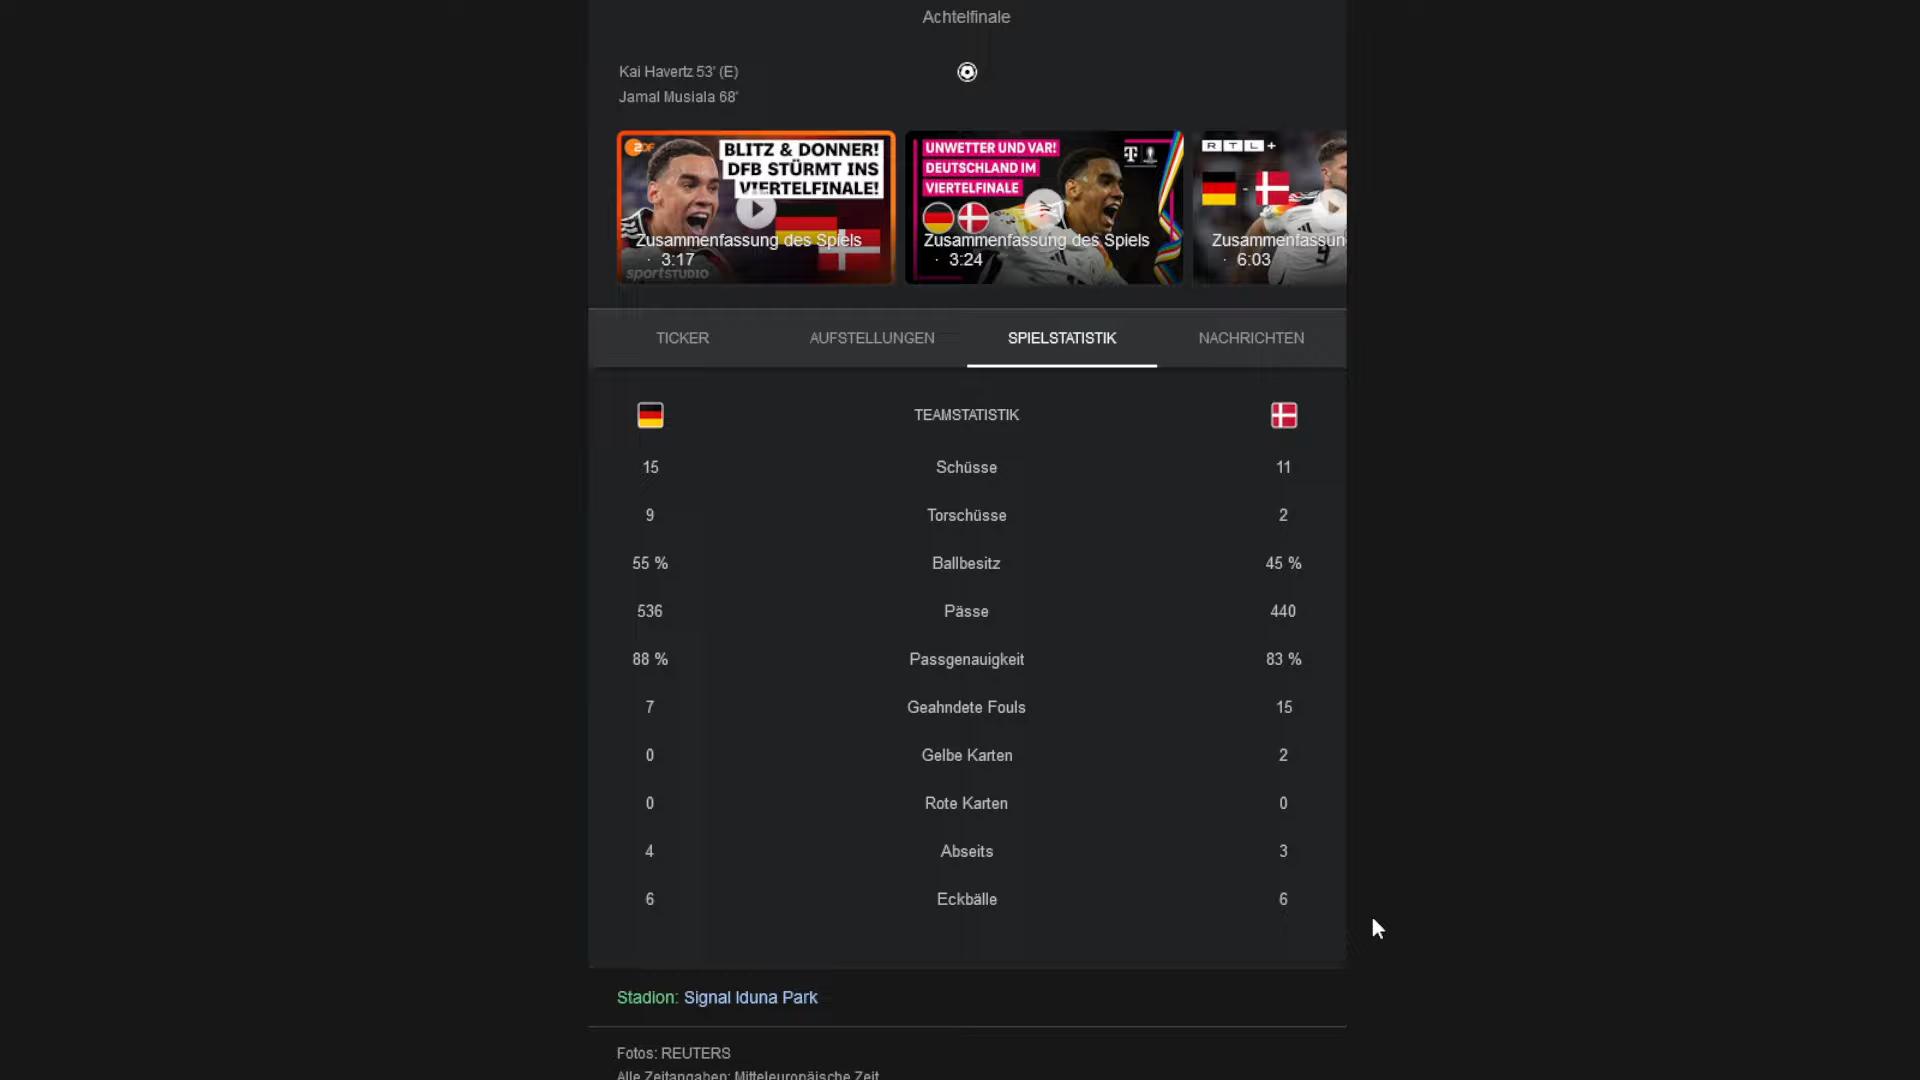 Achtelfinale
Kai Havertz 53' (E)
Jamal Musiala 68'
ZDF
BLITZ & DONNER!
DFB STÜRMT INS
VIERTELFINALE!
Zusammenfassung des Spiels
· 3:17
sportSTUDIO
UNWETTER UND VAR!
DEUTSCHLAND IM
VIERTELFINALE
T
Zusammenfassung des Spiels
· 3:24
RTL+
-
Zusammenfassun
· 6:03
TICKER
AUFSTELLUNGEN
SPIELSTATISTIK
NACHRICHTEN
TEAMSTATISTIK
15 Schüsse 11
9 Torschüsse 2
55 % Ballbesitz 45 %
536 Pässe 440
88 % Passgenauigkeit 83 %
7 Geahndete Fouls 15
0 Gelbe Karten 2
0 Rote Karten 0
4 Abseits 3
6 Eckbälle 6
Stadion: Signal Iduna Park
Fotos: REUTERS
Alle Zeitangaben: Mitteleuropäische Zeit